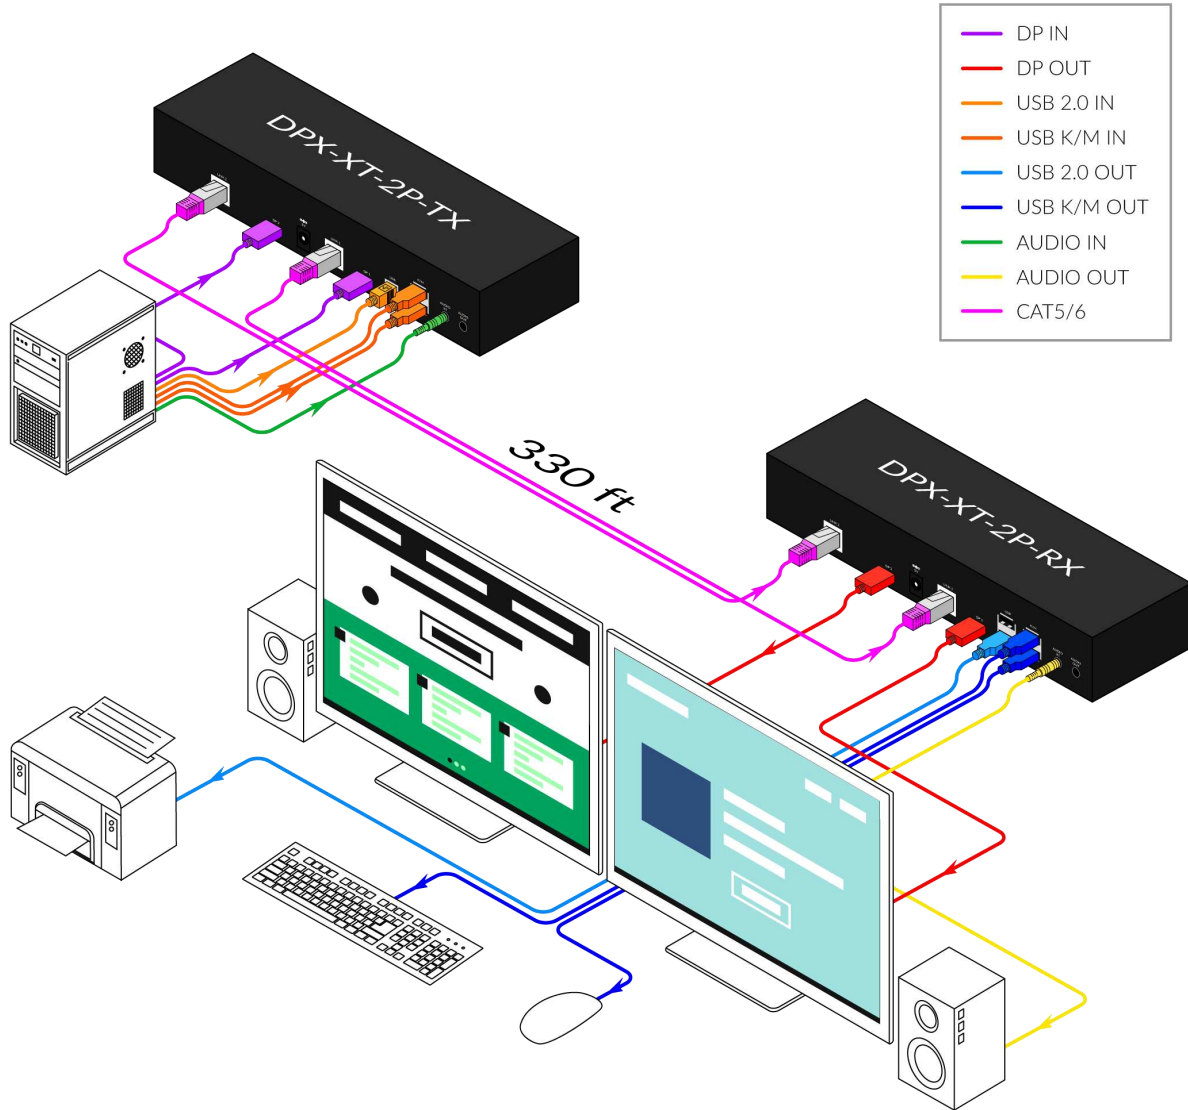 DP IN
DP OUT
USB 2.0 IN
USB K/M IN
USB 2.0 OUT
USB K/M OUT
AUDIO IN
AUDIO OUT
CAT5/6
DPX-XT-2P-TX
330 ft
DPX-XT-2P-RX